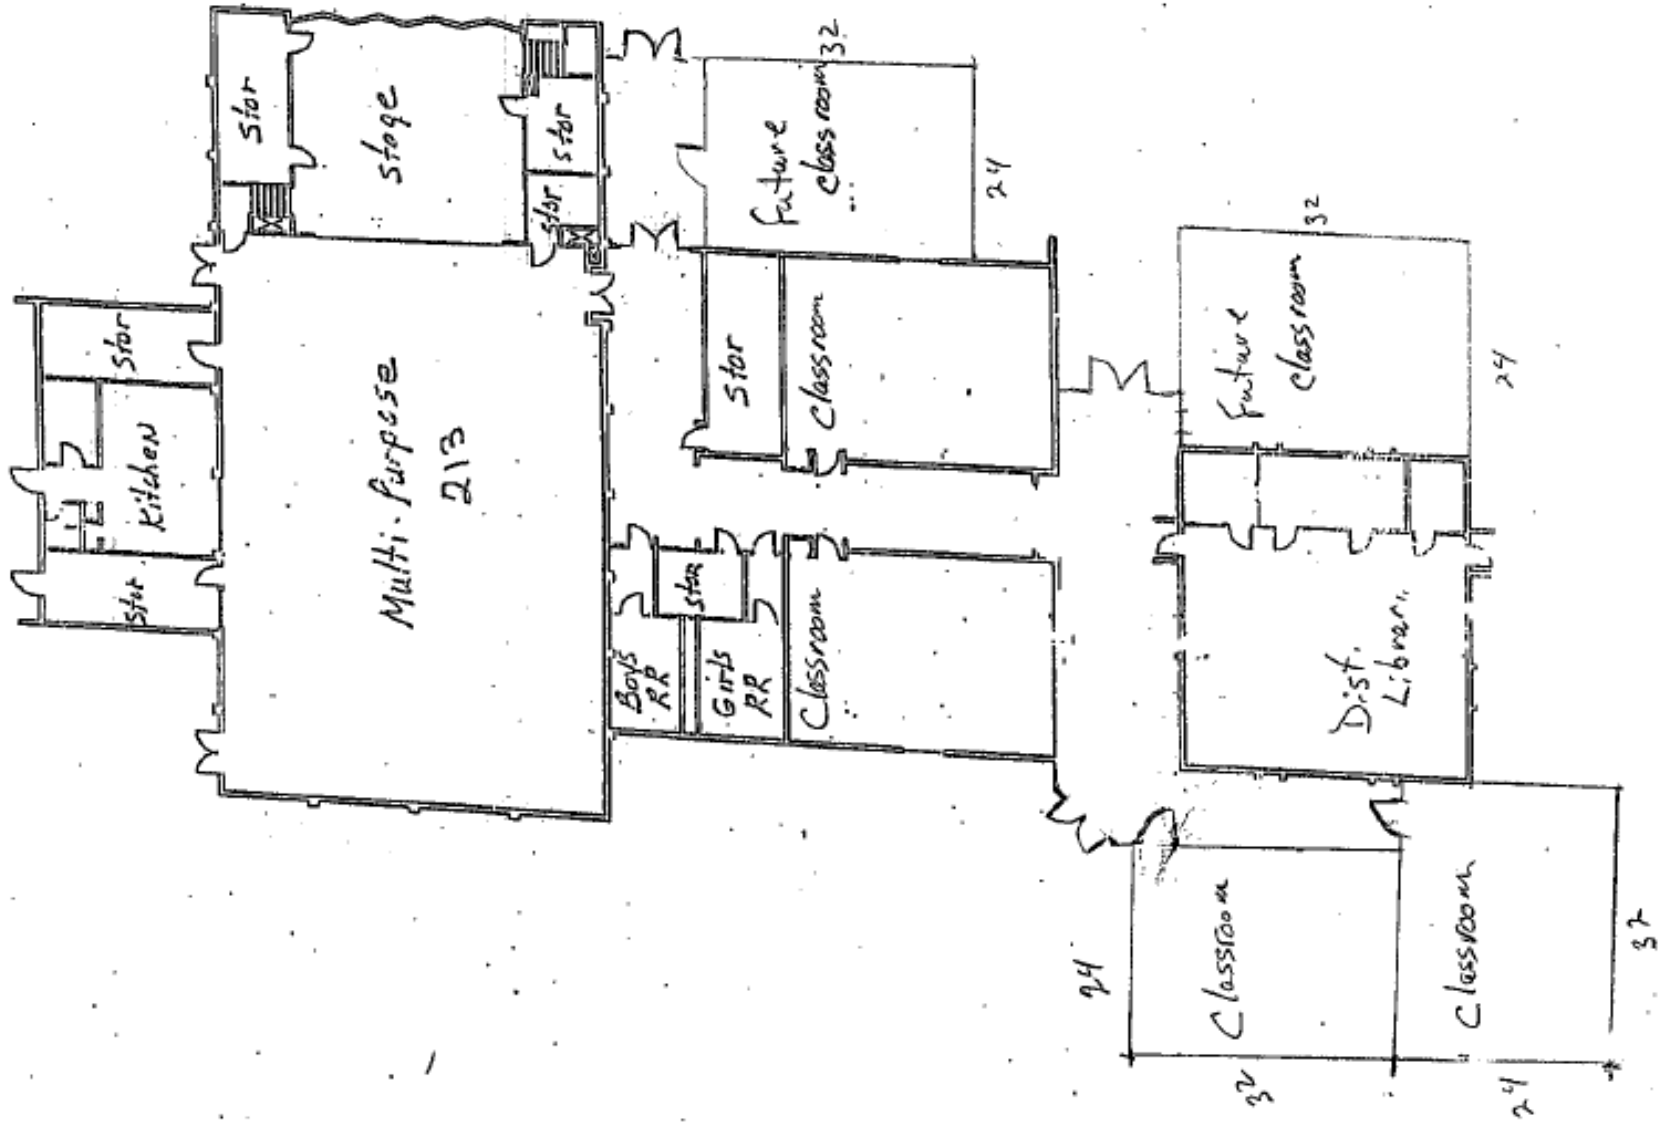 Stor
Stage
stor
stor
32
Future
Classroom
24
Stor
Kitchen
Stor
Multi-Purpose
213
Stor
Classroom
Boys
RR
Stor
Girls
RR
Classroom
32
Future
Classroom
24
Dist.
Library
24
Classroom
32
Classroom
32
24